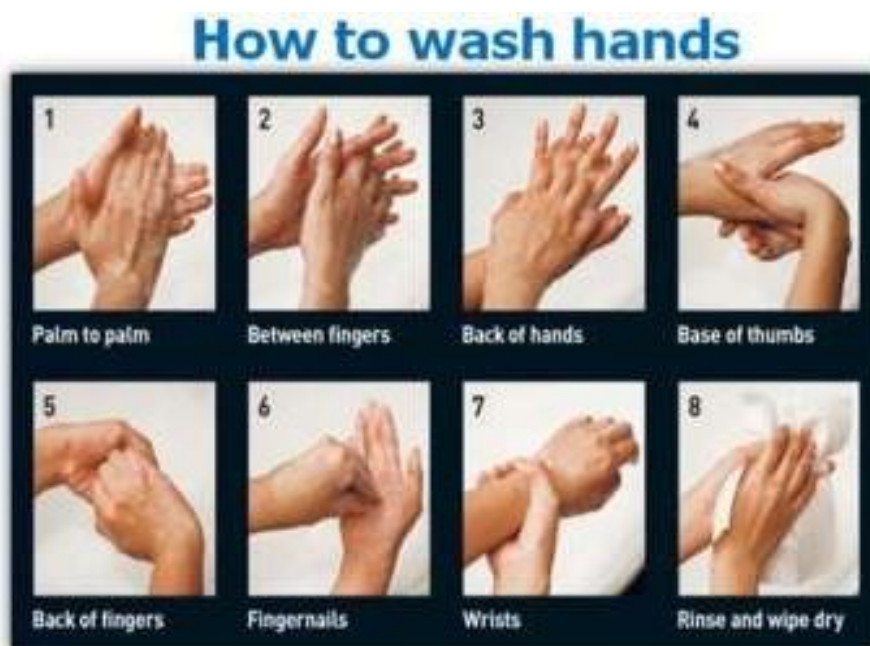 How to wash hands
1
2
3
4
Palm to palm
Between fingers
Back of hands
Base of thumbs
5
6
7
8
Back of fingers
Fingernails
Wrists
Rinse and wipe dry